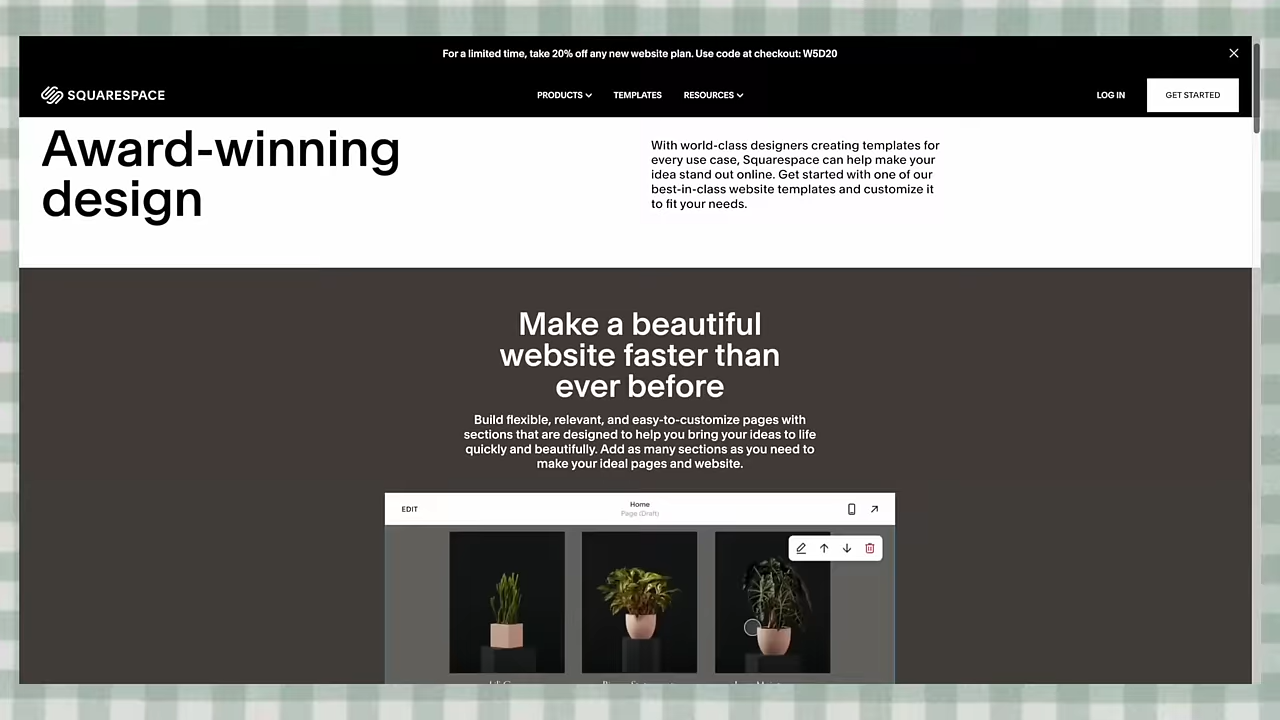 For a limited time, take 20% off any new website plan. Use code at checkout: W5D20
SQUARESPACE
PRODUCTS
TEMPLATES
RESOURCES
LOG IN
GET STARTED
Award-winning
design
With world-class designers creating templates for
every use case, Squarespace can help make your
idea stand out online. Get started with one of our
best-in-class website templates and customize it
to fit your needs.
Make a beautiful
website faster than
ever before
Build flexible, relevant, and easy-to-customize pages with
sections that are designed to help you bring your ideas to life
quickly and beautifully. Add as many sections as you need to
make your ideal pages and website.
EDIT
Home
Page (Draft)